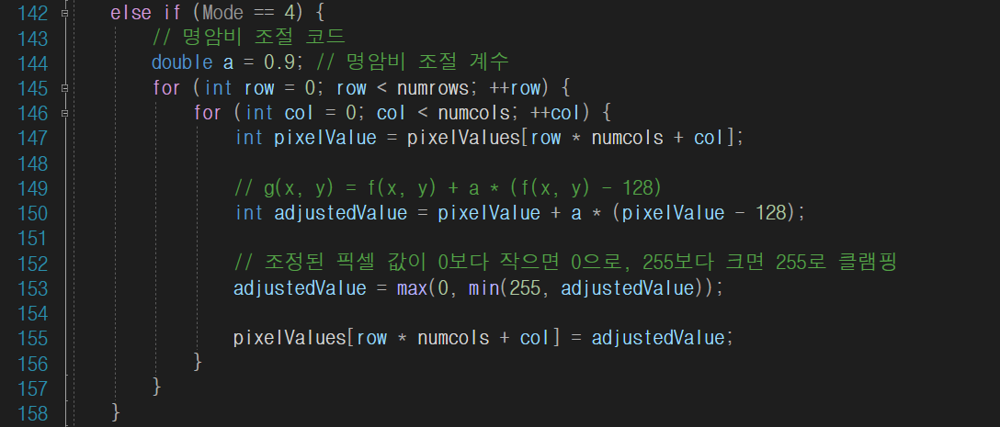 142 else if (Mode == 4) {
143 // 명암비 조절 코드
144 double a = 0.9; // 명암비 조절 계수
145 for (int row = 0; row < numrows; ++row) {
146 for (int col = 0; col < numcols; ++col) {
147 int pixelValue = pixelValues[row * numcols + col];
148
149 // g(x, y) = f(x, y) + a * (f(x, y) - 128)
150 int adjustedValue = pixelValue + a * (pixelValue - 128);
151
152 // 조정된 픽셀 값이 0보다 작으면 0으로, 255보다 크면 255로 클램핑
153 adjustedValue = max(0, min(255, adjustedValue));
154
155 pixelValues[row * numcols + col] = adjustedValue;
156 }
157 }
158 }